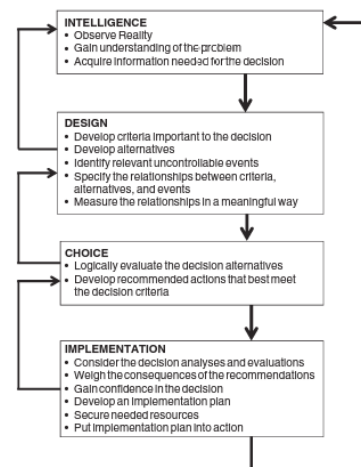 INTELLIGENCE
• Observe Reality
• Gain understanding of the problem
• Acquire information needed for the decision
DESIGN
• Develop criteria important to the decision
• Develop alternatives
• Identify relevant uncontrollable events
• Specify the relationships between criteria,
alternatives, and events
• Measure the relationships in a meaningful way
CHOICE
• Logically evaluate the decision alternatives
• Develop recommended actions that best meet
the decision criteria
IMPLEMENTATION
• Consider the decision analyses and evaluations
• Weigh the consequences of the recommendations
• Gain confidence in the decision
• Develop an implementation plan
• Secure needed resources
• Put implementation plan into action